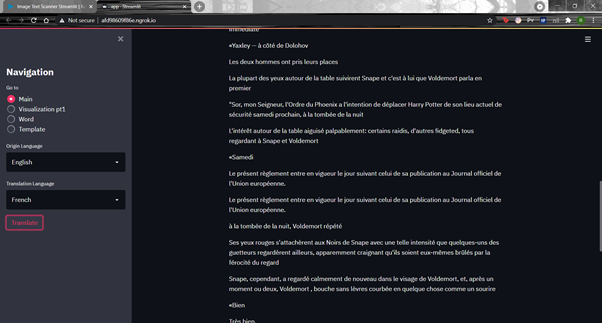 Image Text Scanner Streamlit | h
app · Streamlit
Not secure | afd98609f86e.ngrok.io
Navigation
Go to
Main
Visualization pt1
Word
Template
Origin Language
English
Translation Language
French
Translate
immédiate
«Yaxley – à côté de Dolohov
Les deux hommes ont pris leurs places
La plupart des yeux autour de la table suivirent Snape et c'est à lui que Voldemort parla en
premier
"Sor, mon Seigneur, l'Ordre du Phoenix a l'intention de déplacer Harry Potter de son lieu actuel de
sécurité samedi prochain, à la tombée de la nuit
L'intérêt autour de la table aiguisé palpablement: certains raidis, d'autres fidgeted, tous
regardant à Snape et Voldemort
«Samedi
Le présent règlement entre en vigueur le jour suivant celui de sa publication au Journal officiel de
l'Union européenne.
Le présent règlement entre en vigueur le jour suivant celui de sa publication au Journal officiel de
l'Union européenne.
à la tombée de la nuit, Voldemort répété
Ses yeux rouges s'attachèrent aux Noirs de Snape avec une telle intensité que quelques-uns des
guetteurs regardèrent ailleurs, apparemment craignant qu'ils soient eux-mêmes brûlés par la
férocité du regard
Snape, cependant, a regardé calmement de nouveau dans le visage de Voldemort, et, après un
moment ou deux, Voldemort , bouche sans lèvres courbée en quelque chose comme un sourire
«Bien
Très bien